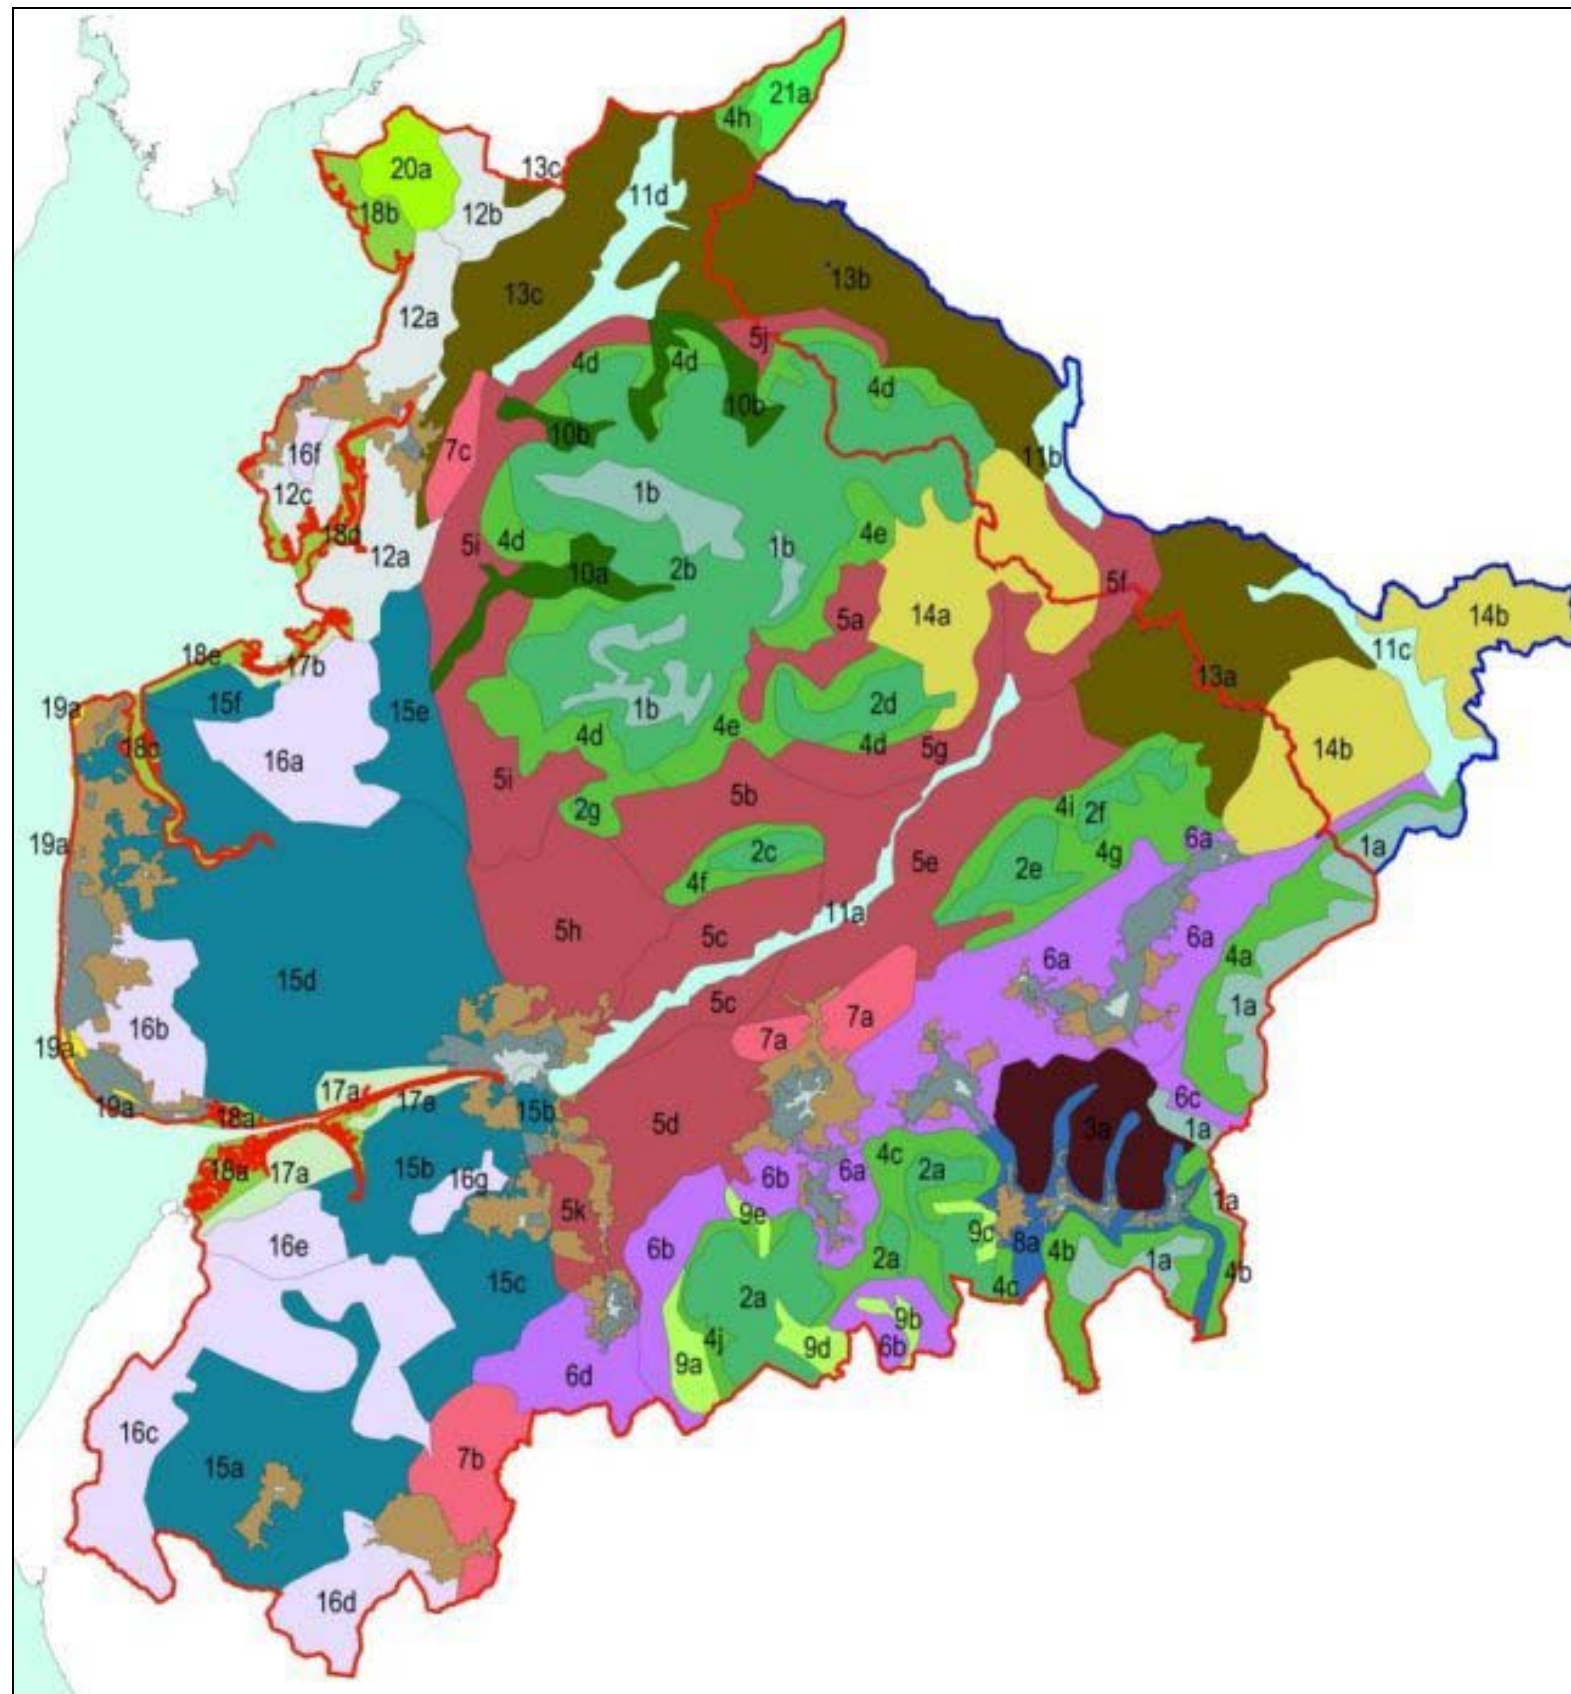 21a
4h
20a
13c
11d
18b
12b
13b
13c
12a
5j
4d
4d
4d
10b
10b
7c
11b
16f
12c
1b
18d
12a
5i
4d
4e
1b
10a
2b
5f
5a
14a
14b
18e
17b
11c
13a
19a
15f
15e
2d
1b
18c
4e
4d
4d
5g
14b
16a
5i
5b
4i
2f
2g
19a
2c
6a
1a
4g
5e
2e
4f
11a
5h
5c
6a
6a
4a
15d
5c
1a
16b
7a
7a
19a
17a
17a
6c
19a
18a
15b
5d
3a
1a
4c
2a
18a
17a
15b
16g
6b
6a
1a
5k
9e
9c
16e
6b
2a
8a
4b
1a
4b
15c
4c
2a
9b
4j
9d
6b
9a
6d
16c
15a
7b
16d